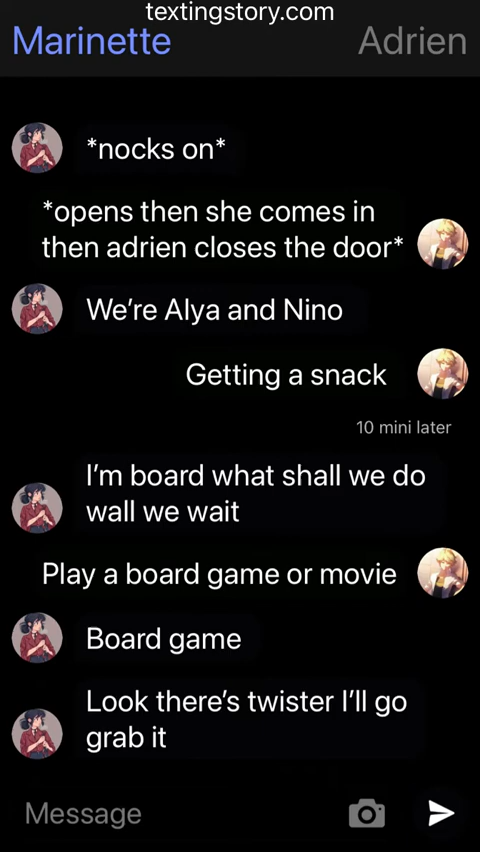 textingstory.com
Marinette
Adrien
*nocks on*
*opens then she comes in
then adrien closes the door*
We’re Alya and Nino
Getting a snack
10 mini later
I’m board what shall we do
wall we wait
Play a board game or movie
Board game
Look there’s twister I’ll go
grab it
Message